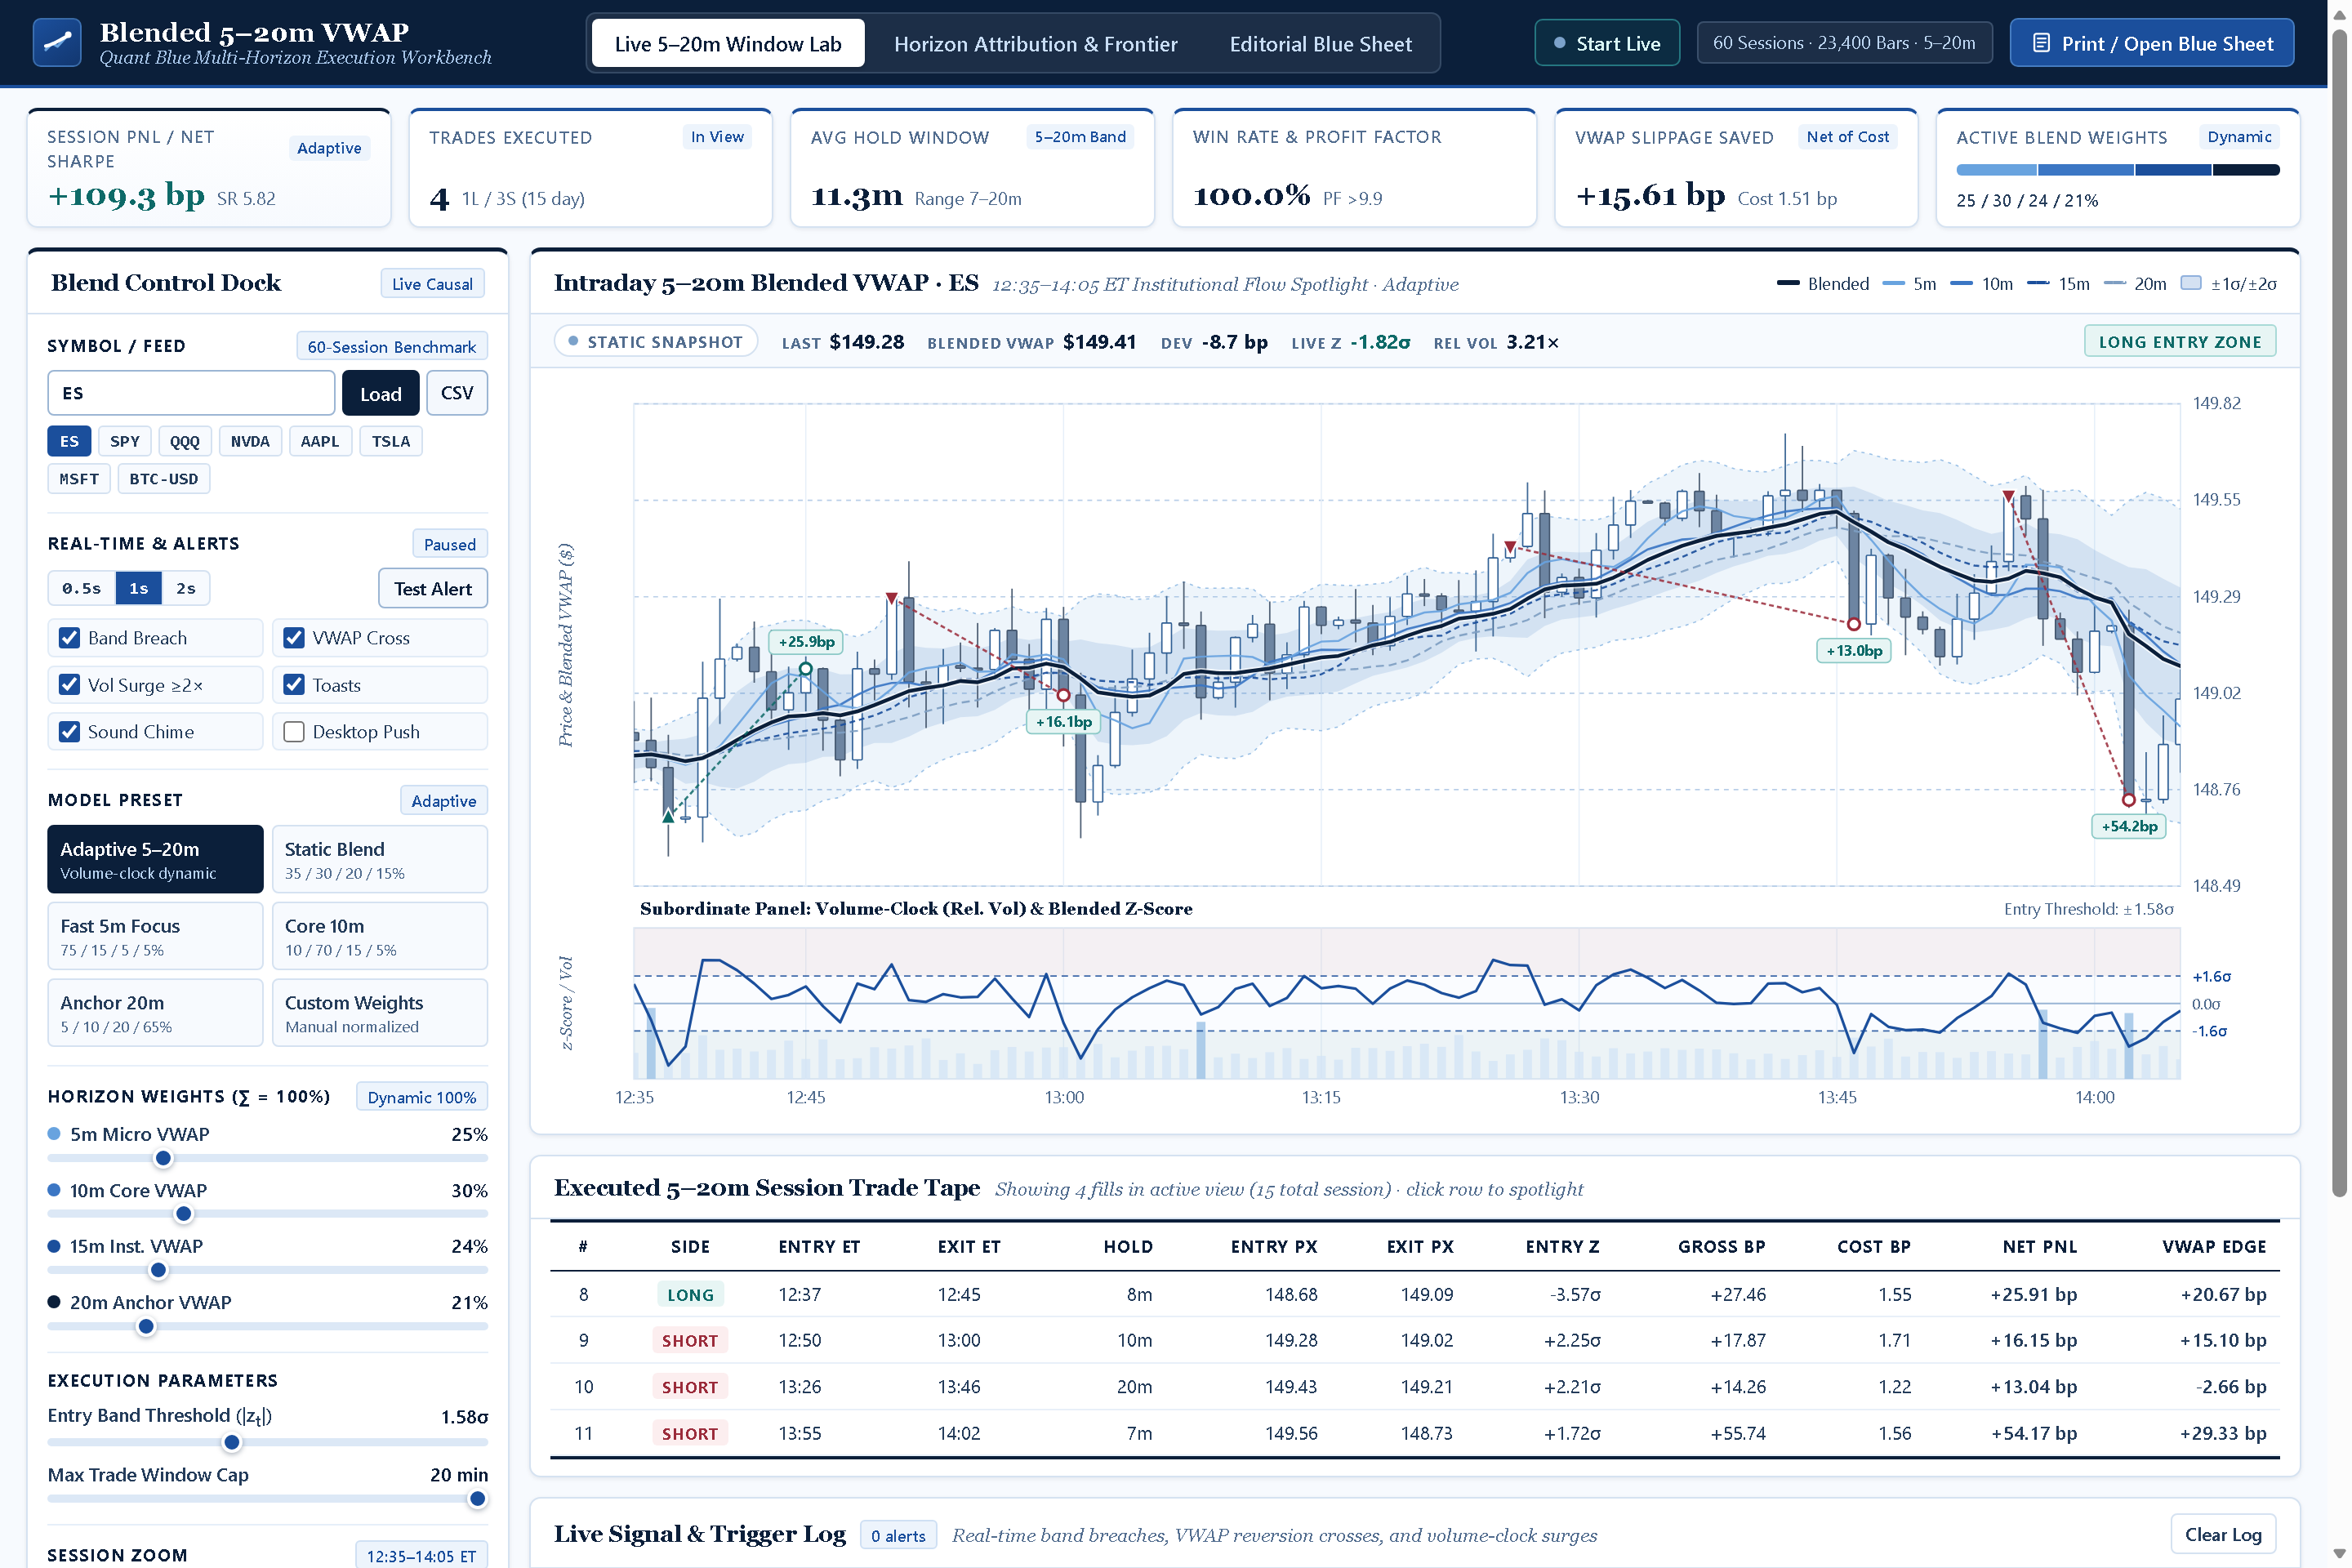 Blended 5–20m VWAP
Quant Blue Multi-Horizon Execution Workbench
Live 5–20m Window Lab
Horizon Attribution & Frontier
Editorial Blue Sheet
Start Live
60 Sessions · 23,400 Bars · 5–20m
Print / Open Blue Sheet
SESSION PNL / NET
SHARPE
Adaptive
+109.3 bp SR 5.82
TRADES EXECUTED
In View
4 1L / 3S (15 day)
AVG HOLD WINDOW
5–20m Band
11.3m Range 7–20m
WIN RATE & PROFIT FACTOR
100.0% PF >9.9
VWAP SLIPPAGE SAVED
Net of Cost
+15.61 bp Cost 1.51 bp
ACTIVE BLEND WEIGHTS
Dynamic
25 / 30 / 24 / 21%
Blend Control Dock
Live Causal
SYMBOL / FEED
60-Session Benchmark
ES
Load
CSV
ES SPY QQQ NVDA AAPL TSLA
MSFT BTC-USD
REAL-TIME & ALERTS
Paused
0.5s 1s 2s
Test Alert
Band Breach
VWAP Cross
Vol Surge ≥2×
Toasts
Sound Chime
Desktop Push
MODEL PRESET
Adaptive
Adaptive 5–20m
Volume-clock dynamic
Static Blend
35 / 30 / 20 / 15%
Fast 5m Focus
75 / 15 / 5 / 5%
Core 10m
10 / 70 / 15 / 5%
Anchor 20m
5 / 10 / 20 / 65%
Custom Weights
Manual normalized
HORIZON WEIGHTS (∑ = 100%)
Dynamic 100%
5m Micro VWAP 25%
10m Core VWAP 30%
15m Inst. VWAP 24%
20m Anchor VWAP 21%
EXECUTION PARAMETERS
Entry Band Threshold (|zt|) 1.58σ
Max Trade Window Cap 20 min
SESSION ZOOM
12:35–14:05 ET
Intraday 5–20m Blended VWAP · ES 12:35–14:05 ET Institutional Flow Spotlight · Adaptive
Blended 5m 10m 15m 20m ±1σ/±2σ
STATIC SNAPSHOT LAST $149.28 BLENDED VWAP $149.41 DEV -8.7 bp LIVE Z -1.82σ REL VOL 3.21×
LONG ENTRY ZONE
Price & Blended VWAP ($)
149.82
149.55
149.29
149.02
148.76
148.49
+25.9bp
+16.1bp
+13.0bp
+54.2bp
Subordinate Panel: Volume-Clock (Rel. Vol) & Blended Z-Score
Entry Threshold: ±1.58σ
z-Score / Vol
+1.6σ
0.0σ
-1.6σ
12:35 12:45 13:00 13:15 13:30 13:45 14:00
Executed 5–20m Session Trade Tape Showing 4 fills in active view (15 total session) · click row to spotlight
# SIDE ENTRY ET EXIT ET HOLD ENTRY PX EXIT PX ENTRY Z GROSS BP COST BP NET PNL VWAP EDGE
8 LONG 12:37 12:45 8m 148.68 149.09 -3.57σ +27.46 1.55 +25.91 bp +20.67 bp
9 SHORT 12:50 13:00 10m 149.28 149.02 +2.25σ +17.87 1.71 +16.15 bp +15.10 bp
10 SHORT 13:26 13:46 20m 149.43 149.21 +2.21σ +14.26 1.22 +13.04 bp -2.66 bp
11 SHORT 13:55 14:02 7m 149.56 148.73 +1.72σ +55.74 1.56 +54.17 bp +29.33 bp
Live Signal & Trigger Log 0 alerts Real-time band breaches, VWAP reversion crosses, and volume-clock surges
Clear Log